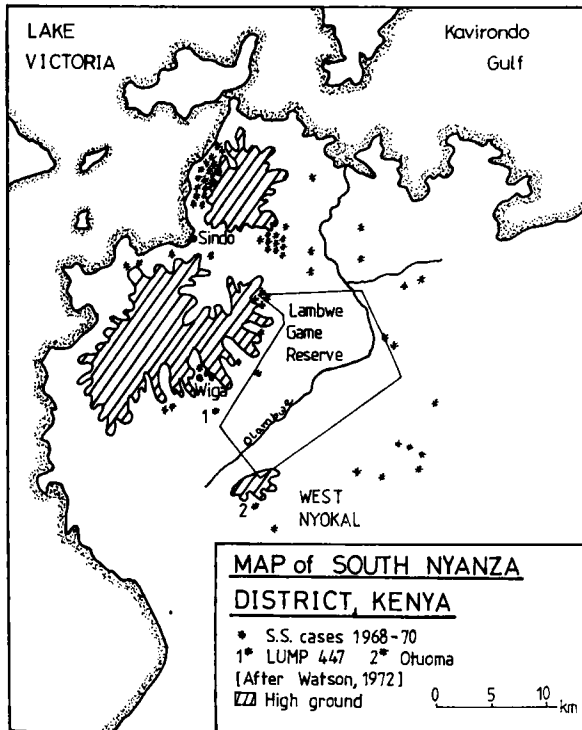 LAKE
VICTORIA
Kavirondo
Gulf
Sindo
Lambwe
Game
Reserve
Wiga
1*
Olambwe
2*
WEST
NYOKAL
MAP of SOUTH NYANZA
DISTRICT, KENYA
* S.S. cases 1968-70
1* LUMP 447 2* Otuoma
[After Watson, 1972]
High ground
0 5 10
km